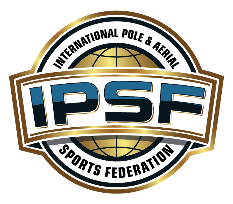 INTERNATIONAL POLE & AERIAL
IPSF
SPORTS FEDERATION